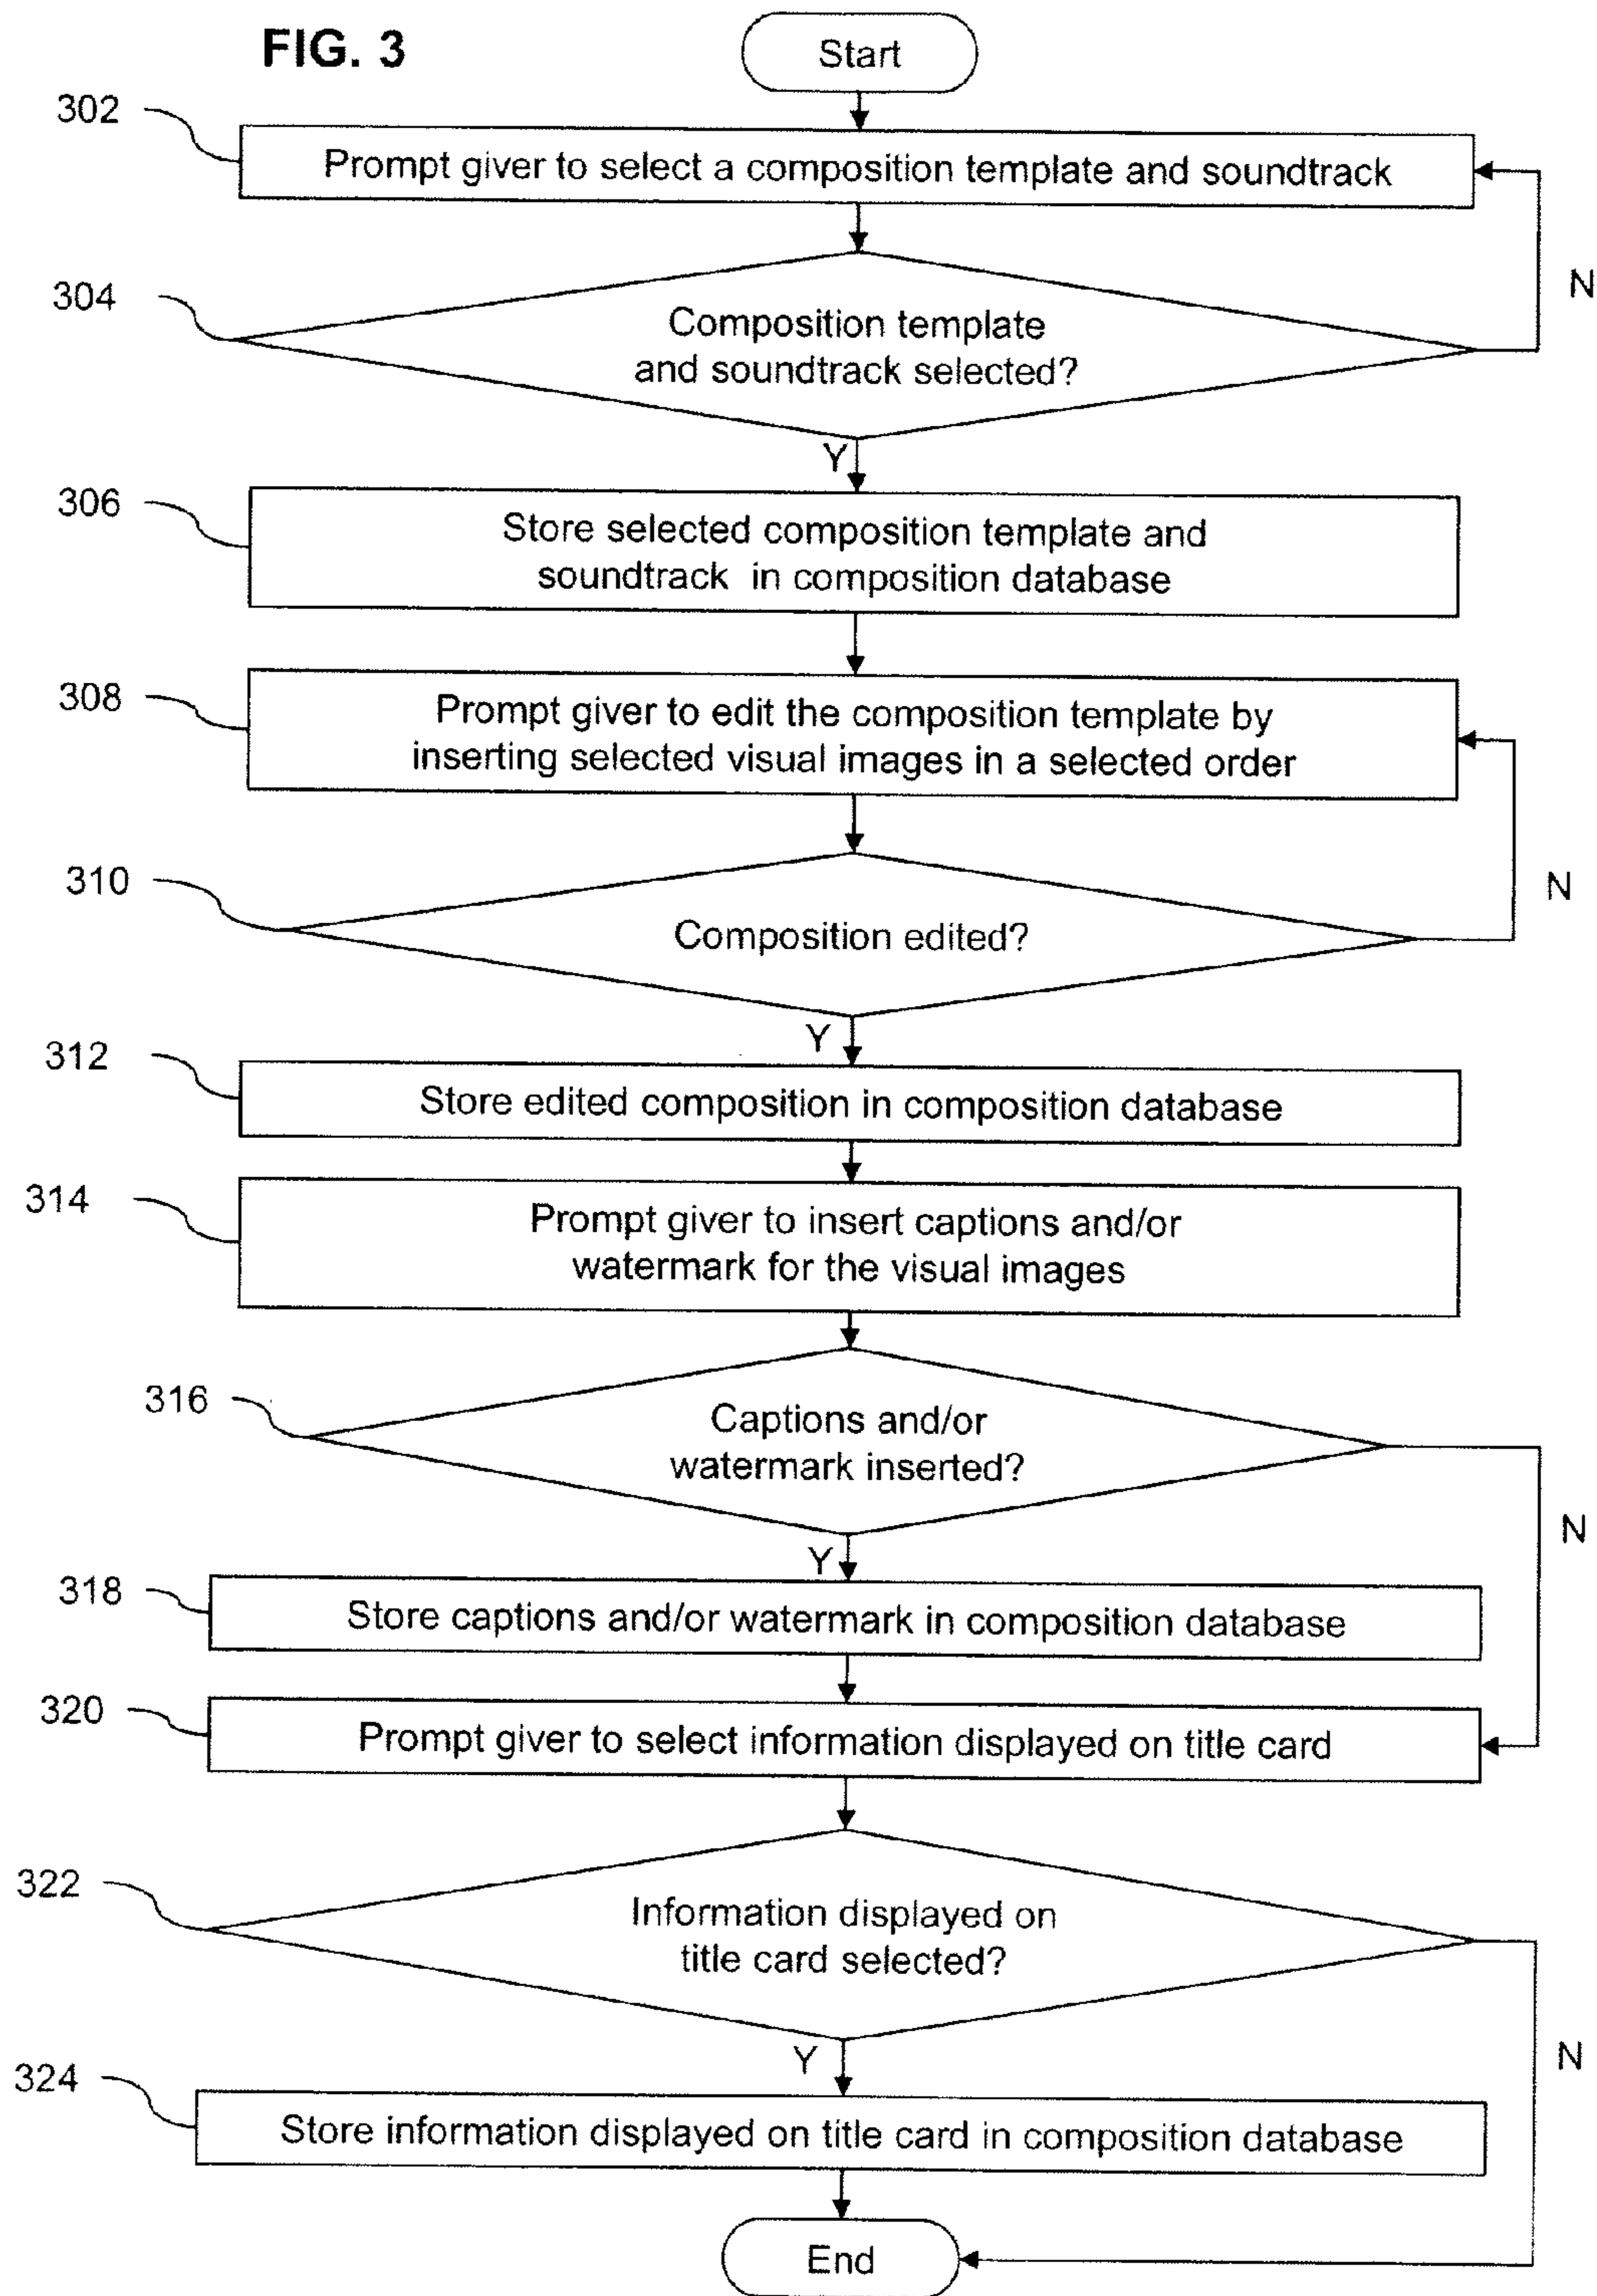 FIG. 3
Start
302
Prompt giver to select a composition template and soundtrack
304
Composition template
and soundtrack selected?
N
Y
306
Store selected composition template and
soundtrack in composition database
308
Prompt giver to edit the composition template by
inserting selected visual images in a selected order
310
Composition edited?
N
Y
312
Store edited composition in composition database
314
Prompt giver to insert captions and/or
watermark for the visual images
316
Captions and/or
watermark inserted?
N
Y
318
Store captions and/or watermark in composition database
320
Prompt giver to select information displayed on title card
322
Information displayed on
title card selected?
N
Y
324
Store information displayed on title card in composition database
End